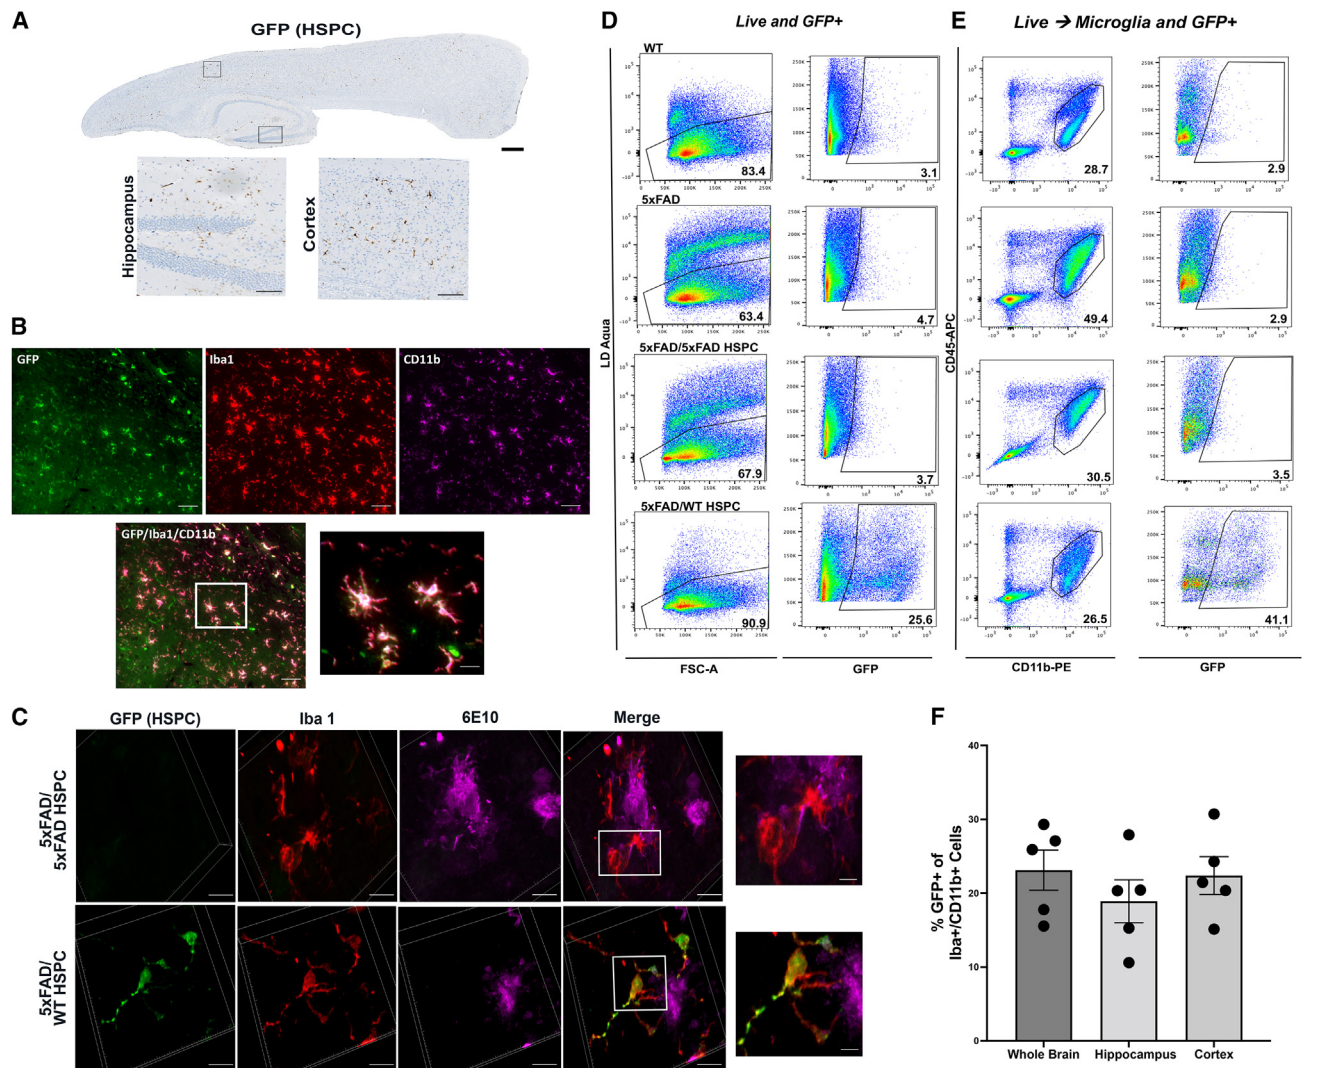 A
GFP (HSPC)
Hippocampus
Cortex
B
GFP
Iba1
CD11b
GFP/Iba1/CD11b
C
GFP (HSPC)
Iba 1
6E10
Merge
5xFAD/
5xFAD HSPC
5xFAD/
WT HSPC
D
Live and GFP+
WT
83.4
3.1
5xFAD
63.4
4.7
5xFAD/5xFAD HSPC
67.9
3.7
5xFAD/WT HSPC
90.9
25.6
LD Aqua
FSC-A
GFP
E
Live → Microglia and GFP+
28.7
2.9
49.4
2.9
30.5
3.5
26.5
41.1
CD45-APC
CD11b-PE
GFP
F
% GFP+ of
Iba+/CD11b+ Cells
40
30
20
10
0
Whole Brain
Hippocampus
Cortex